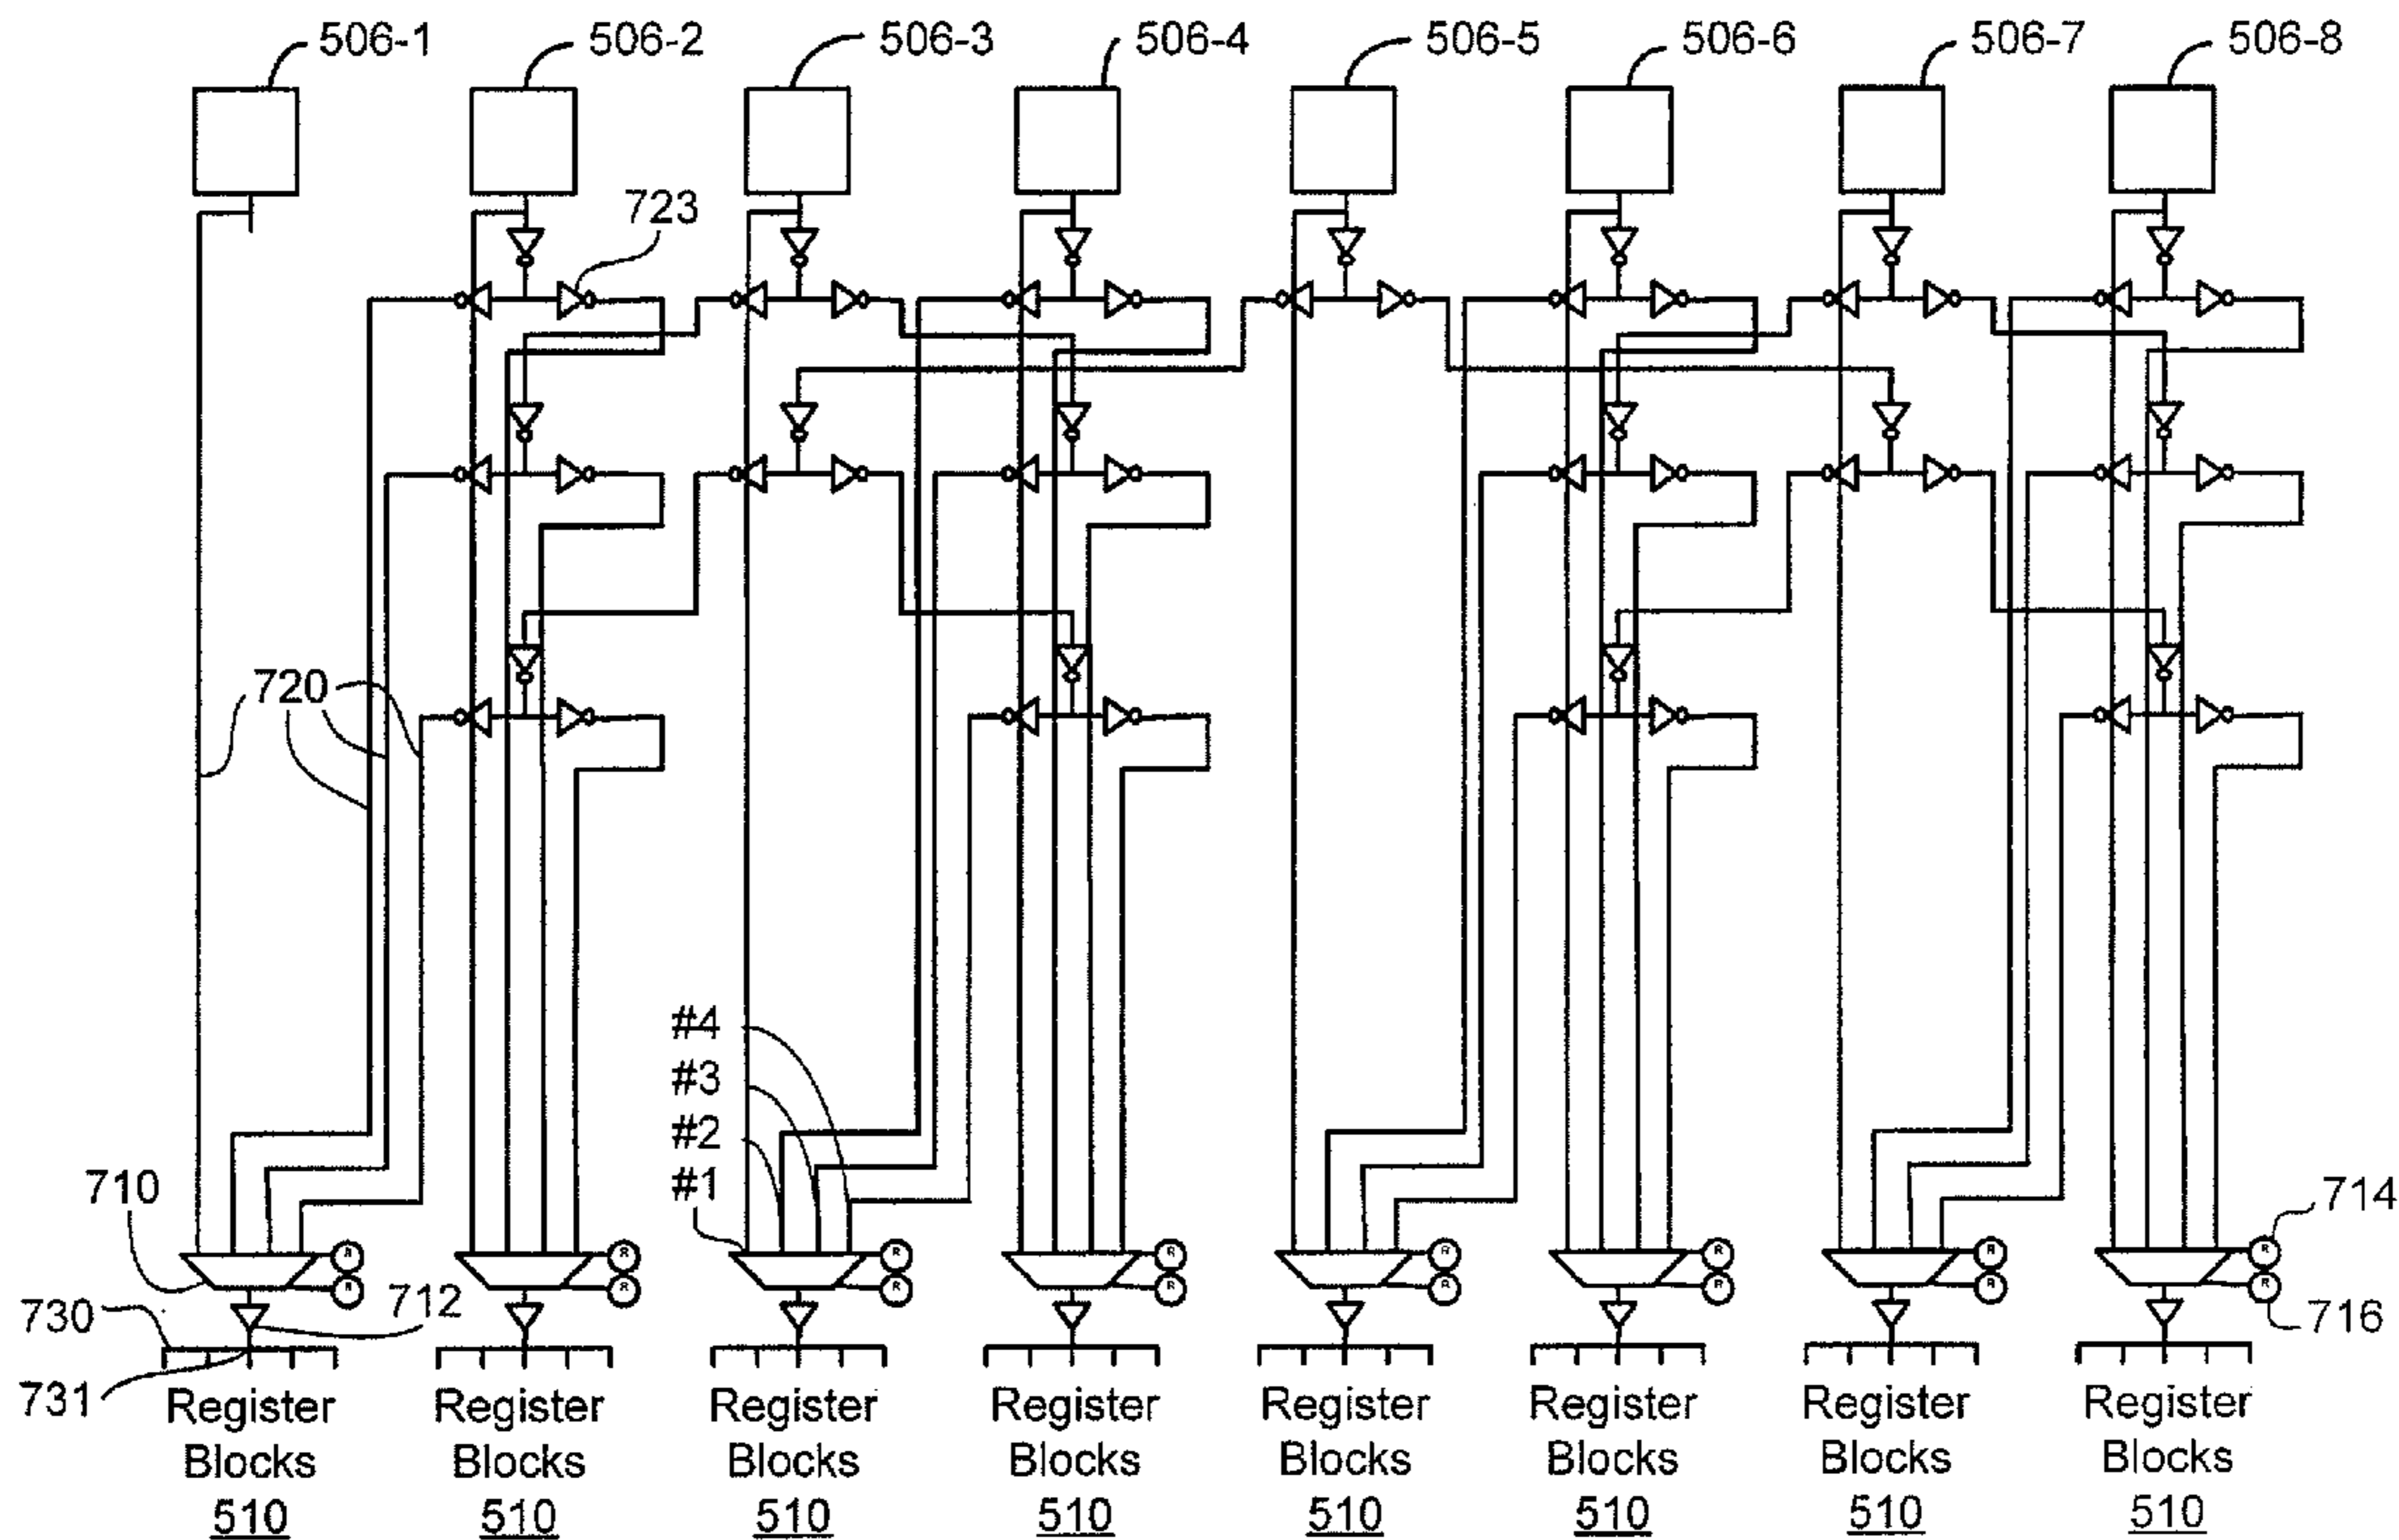 506-1 506-2 506-3 506-4 506-5 506-6 506-7 506-8
723
720
#4
#3
#2
#1
710
714
R R R R R R R R
R R R R R R R R
712
716
730
731
Register Register Register Register Register Register Register Register
Blocks Blocks Blocks Blocks Blocks Blocks Blocks Blocks
510 510 510 510 510 510 510 510